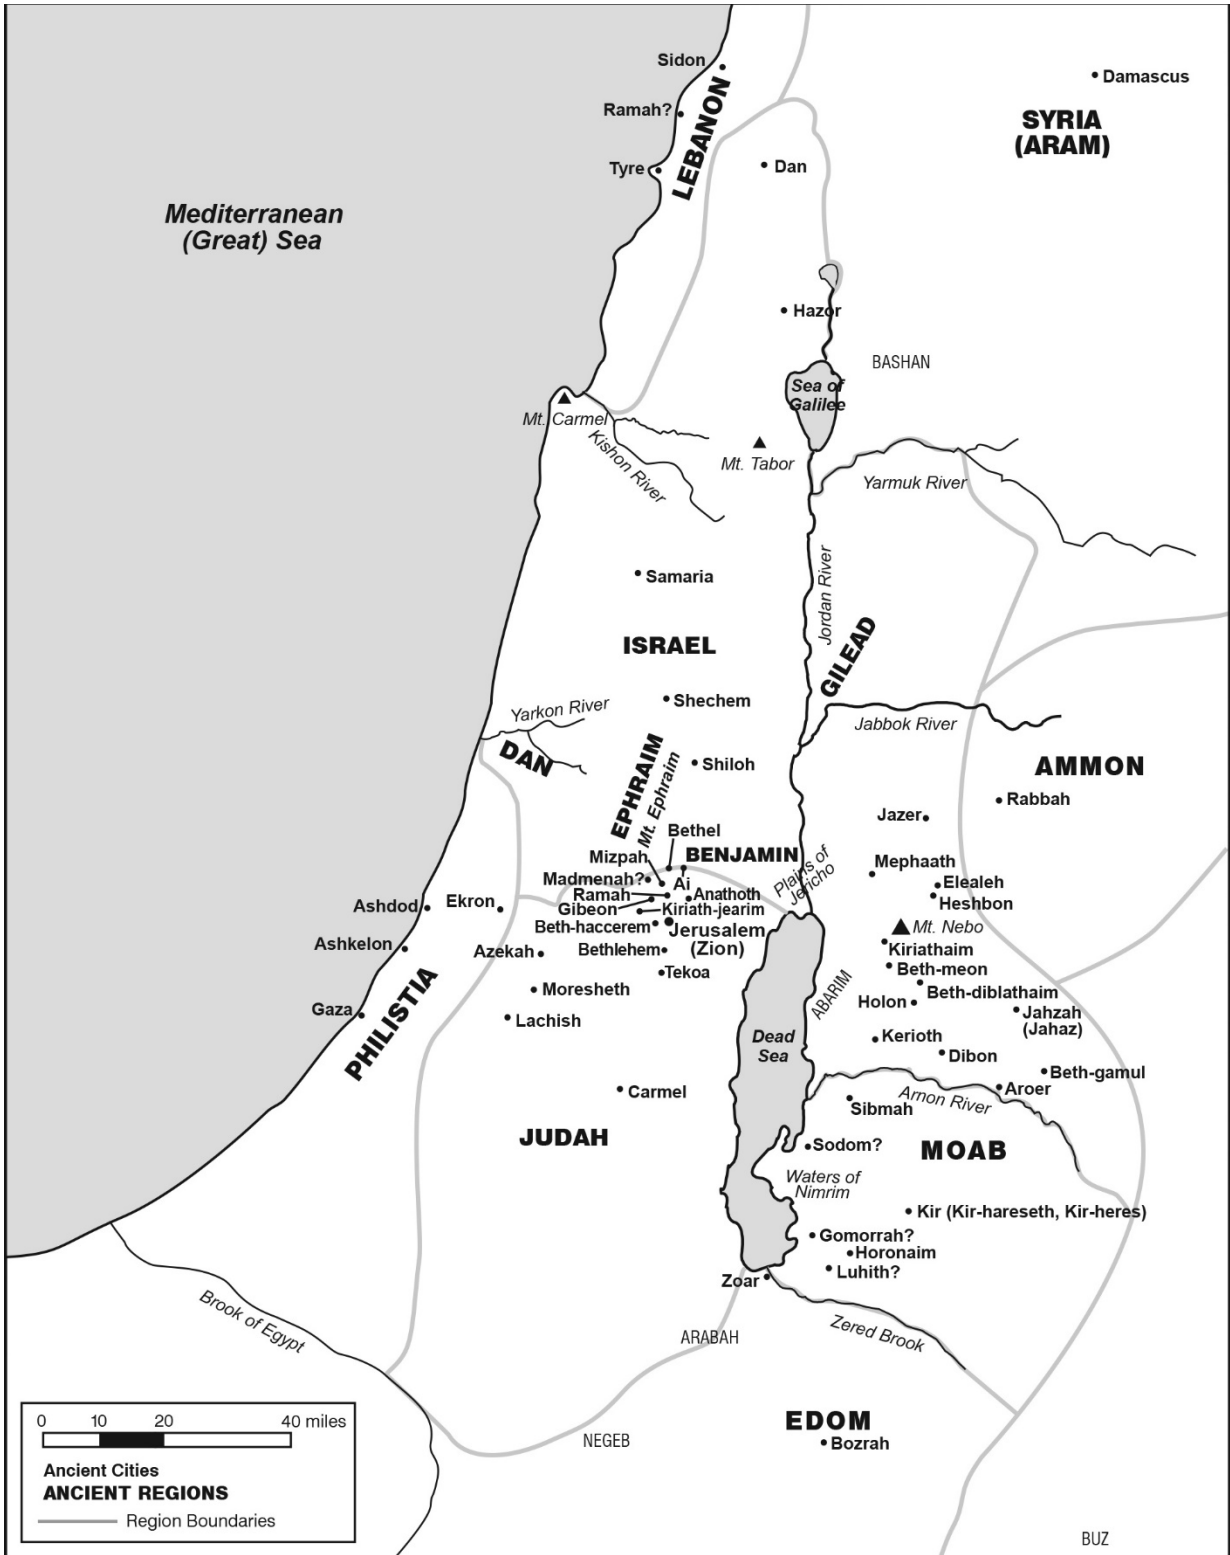 Sidon
Damascus
Ramah?
SYRIA
(ARAM)
LEBANON
Tyre
Dan
Mediterranean
(Great) Sea
Hazor
BASHAN
Sea of
Galilee
Mt. Carmel
Kishon River
Mt. Tabor
Yarmuk River
Jordan River
Samaria
ISRAEL
GILEAD
Shechem
Yarkon River
Jabbok River
DAN
EPHRAIM
Mt. Ephraim
Shiloh
AMMON
Rabbah
Jazer
Bethel
Mizpah
BENJAMIN
Plains of
Jericho
Mephaath
Madmenah?
Ai
Elealeh
Ramah
Anathoth
Heshbon
Ashdod
Ekron
Gibeon
Kiriath-jearim
Beth-haccerem
Jerusalem
(Zion)
Mt. Nebo
Ashkelon
Azekah
Bethlehem
Kiriathaim
Tekoa
Beth-meon
Moresheth
ABARIM
Beth-diblathaim
Gaza
PHILISTIA
Lachish
Holon
Jahzah
(Jahaz)
Dead
Sea
Kerioth
Dibon
Beth-gamul
Carmel
Aroer
Arnon River
Sibmah
JUDAH
Sodom?
MOAB
Waters of
Nimrim
Kir (Kir-hareseth, Kir-heres)
Gomorrah?
Horonaim
Luhith?
Zoar
Brook of Egypt
ARABAH
Zered Brook
EDOM
NEGEB
Bozrah
BUZ
0 10 20 40 miles
Ancient Cities
ANCIENT REGIONS
Region Boundaries